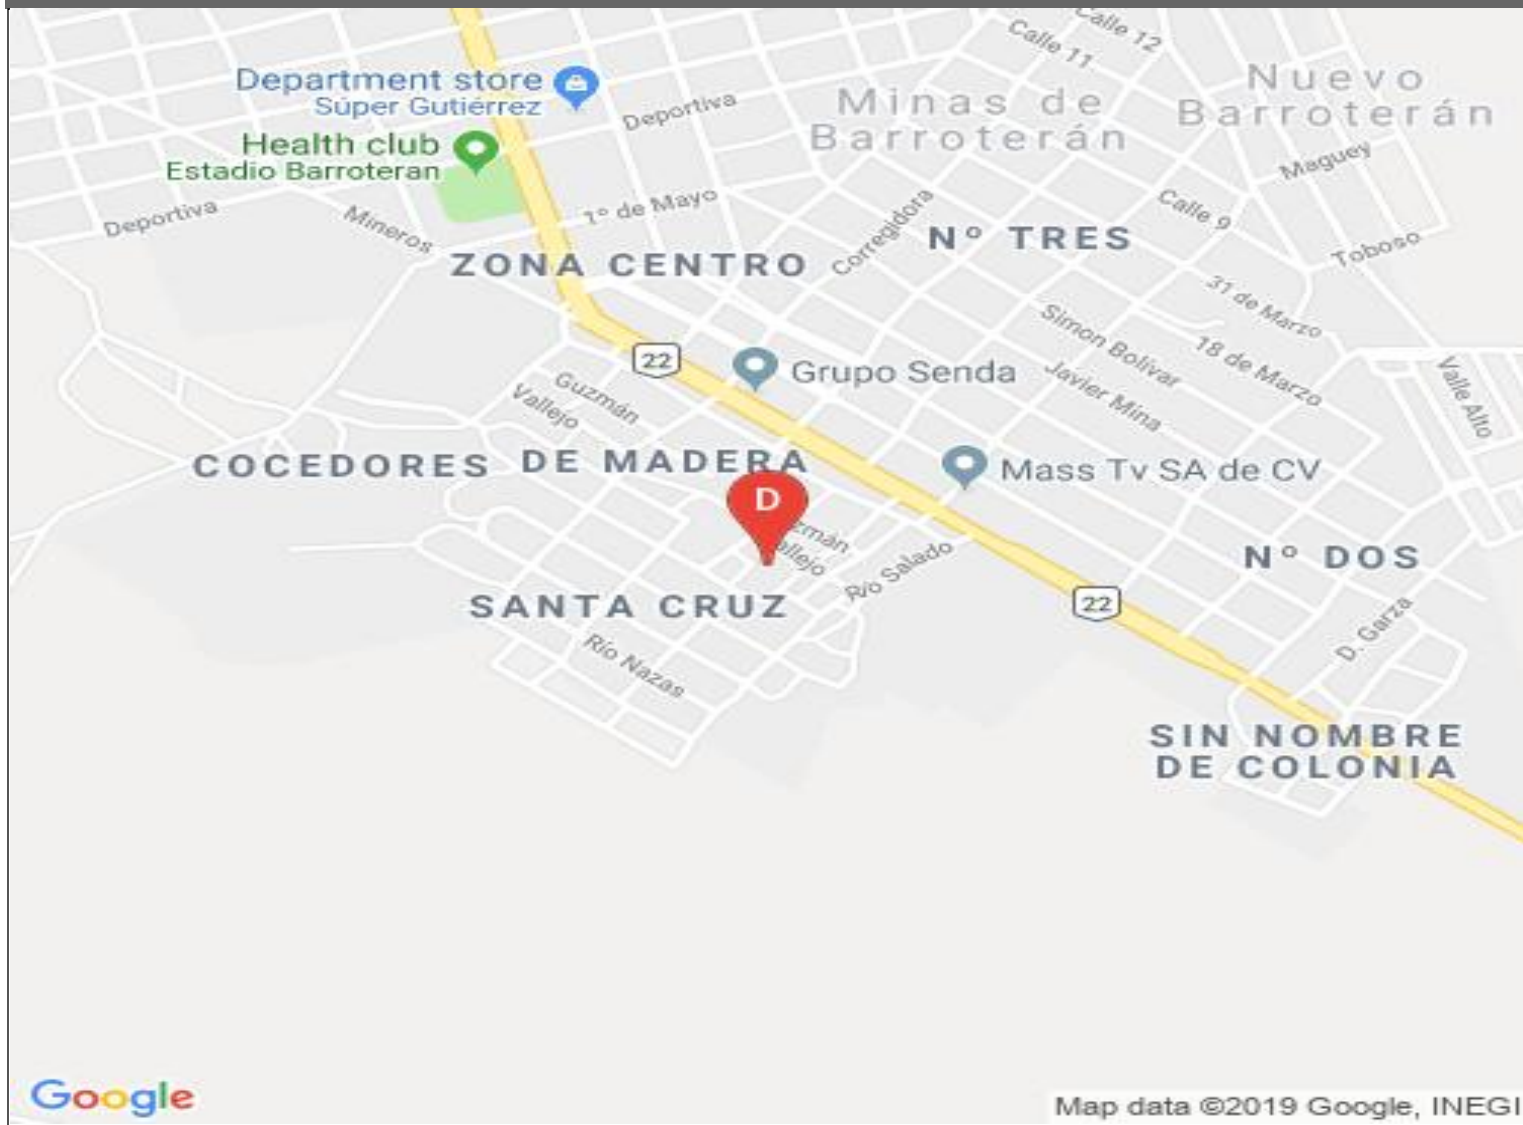 Calle 12
Calle 11
Department store
Súper Gutiérrez
Nuevo
Barroterán
Minas de
Barroterán
Deportiva
Health club
Estadio Barroteran
Maguey
Deportiva
Mineros
1º de Mayo
Corregidora
Calle 9
Nº TRES
Toboso
ZONA CENTRO
31 de Marzo
Simon Bolivar
18 de Marzo
22
Grupo Senda
Javier Mina
Valle Alto
Guzmán
Vallejo
COCEDORES DE MADERA
Mass Tv SA de CV
D
zmán
allejo
Río Salado
Nº DOS
SANTA CRUZ
22
D. Garza
Río Nazas
SIN NOMBRE
DE COLONIA
Google
Map data ©2019 Google, INEGI